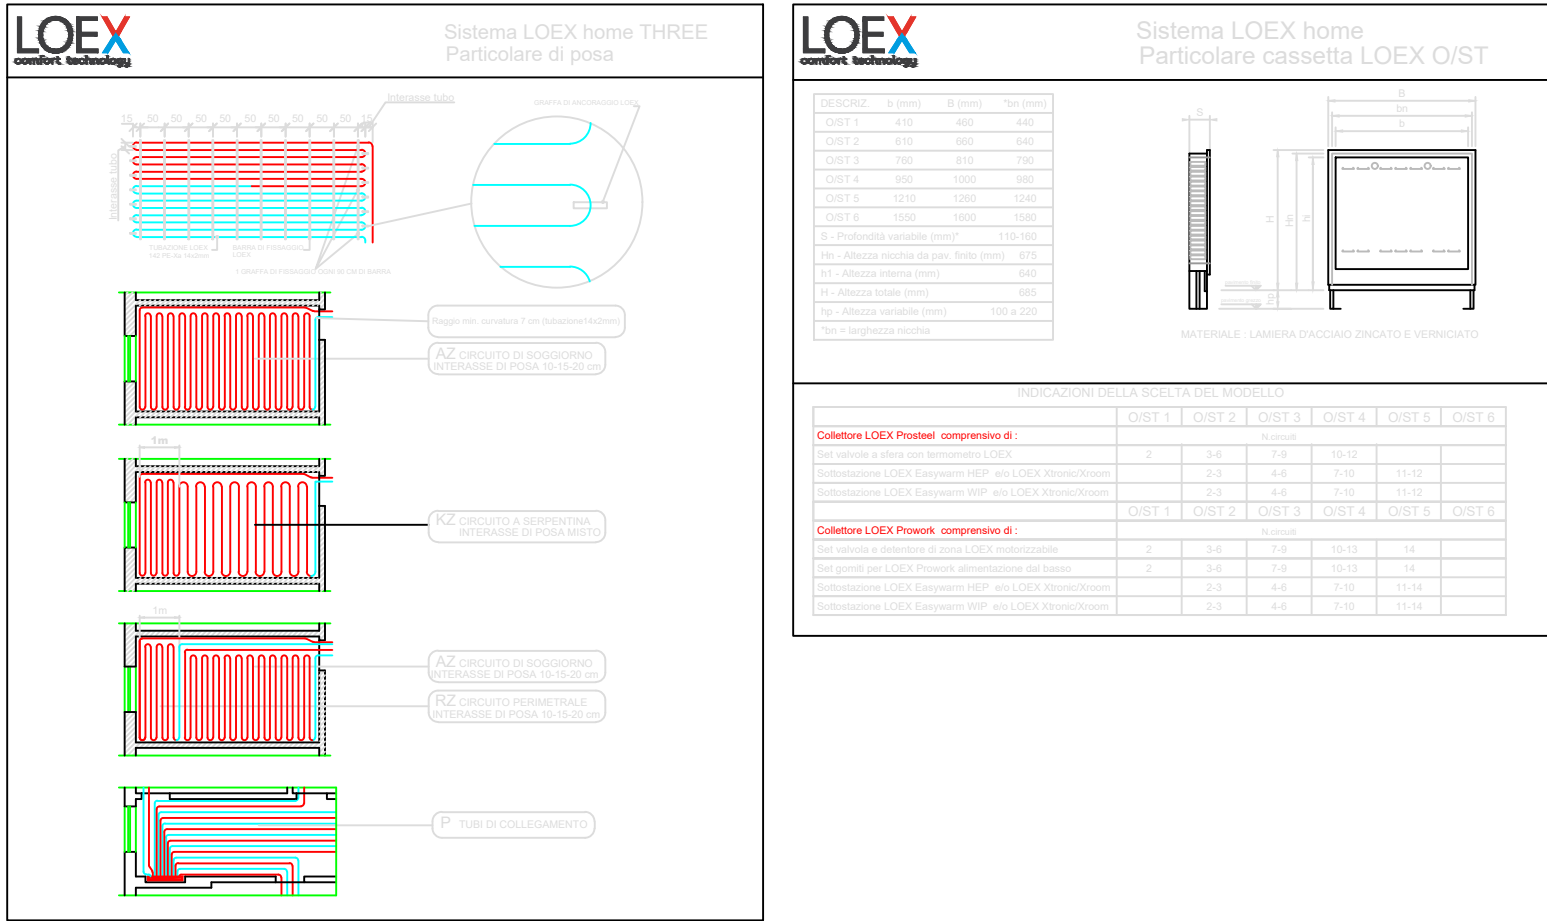 LOEX
comfort technology
Sistema LOEX home THREE
Particolare di posa
Interasse tubo
GRAFFA DI ANCORAGGIO LOEX
15 50 50 50 50 50 50 50 50 15
Interasse tubo
TUBAZIONE LOEX
142 PE-Xa 14x2mm
BARRA DI FISSAGGIO
LOEX
1 GRAFFA DI FISSAGGIO OGNI 50 CM DI BARRA
Raggio min. curvatura 7 cm (tubazione14x2mm)
AZ CIRCUITO DI SOGGIORNO
INTERASSE DI POSA 10-15-20 cm
1m
KZ CIRCUITO A SERPENTINA
INTERASSE DI POSA MISTO
1m
AZ CIRCUITO DI SOGGIORNO
INTERASSE DI POSA 10-15-20 cm
RZ CIRCUITO PERIMETRALE
INTERASSE DI POSA 10-15-20 cm
P TUBI DI COLLEGAMENTO
LOEX
comfort technology
Sistema LOEX home
Particolare cassetta LOEX O/ST
DESCRIZ. b (mm) B (mm) *bn (mm)
O/ST 1 410 460 440
O/ST 2 610 660 640
O/ST 3 760 810 790
O/ST 4 950 1000 980
O/ST 5 1210 1260 1240
O/ST 6 1550 1600 1580
S - Profondità variabile (mm)* 110-160
Hn - Altezza nicchia da pav. finito (mm) 675
h1 - Altezza interna (mm) 640
H - Altezza totale (mm) 685
hp - Altezza variabile (mm) 100 a 220
*bn = larghezza nicchia
S
B
bn
b
H
Hn
hi
hp
MATERIALE : LAMIERA D'ACCIAIO ZINCATO E VERNICIATO
INDICAZIONI DELLA SCELTA DEL MODELLO
O/ST 1 O/ST 2 O/ST 3 O/ST 4 O/ST 5 O/ST 6
Collettore LOEX Prosteel comprensivo di : N.circuiti
Set valvole a sfera con termometro LOEX 2 3-6 7-9 10-12
Sottostazione LOEX Easywarm HEP e/o LOEX Xtronic/Xroom 2-3 4-6 7-10 11-12
Sottostazione LOEX Easywarm WIP e/o LOEX Xtronic/Xroom 2-3 4-6 7-10 11-12
O/ST 1 O/ST 2 O/ST 3 O/ST 4 O/ST 5 O/ST 6
Collettore LOEX Prowork comprensivo di : N.circuiti
Set valvola e detentore di zona LOEX motorizzabile 2 3-6 7-9 10-13 14
Set gomiti per LOEX Prowork alimentazione dal basso 2 3-6 7-9 10-13 14
Sottostazione LOEX Easywarm HEP e/o LOEX Xtronic/Xroom 2-3 4-6 7-10 11-14
Sottostazione LOEX Easywarm WIP e/o LOEX Xtronic/Xroom 2-3 4-6 7-10 11-14